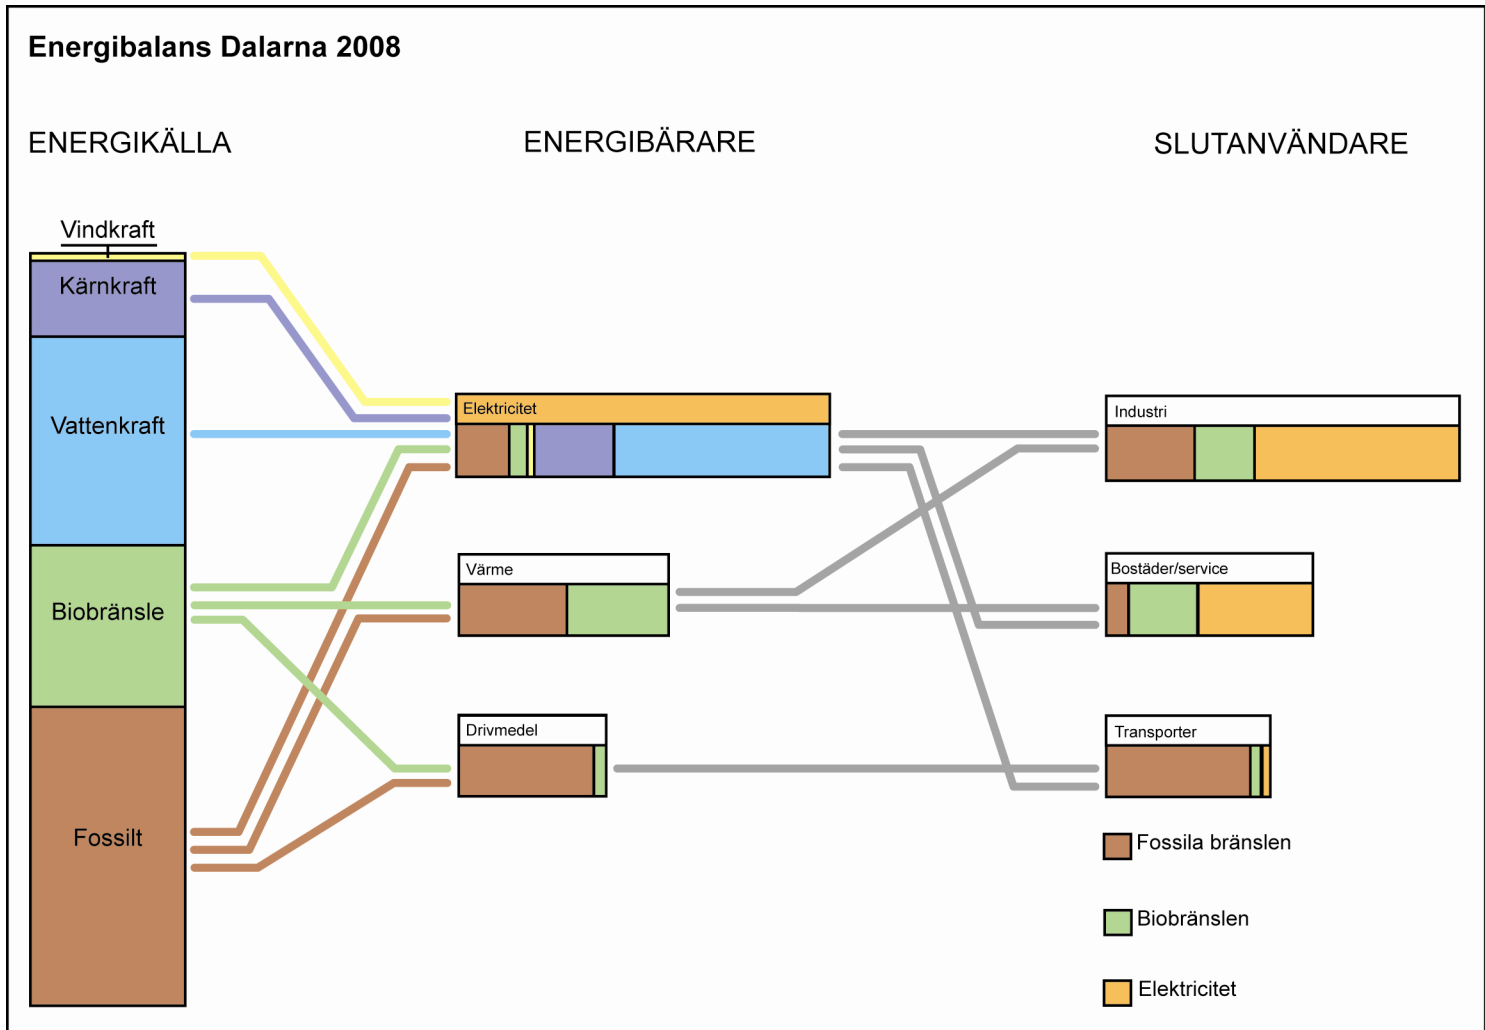 Energibalans Dalarna 2008
ENERGIKÄLLA
ENERGIBÄRARE
SLUTANVÄNDARE
Vindkraft
Kärnkraft
Vattenkraft
Biobränsle
Fossilt
Elektricitet
Värme
Drivmedel
Industri
Bostäder/service
Transporter
Fossila bränslen
Biobränslen
Elektricitet